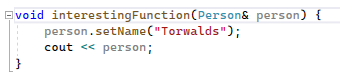 void interestingFunction(Person& person) {
    person.setName("Torwalds");
    cout << person;
}